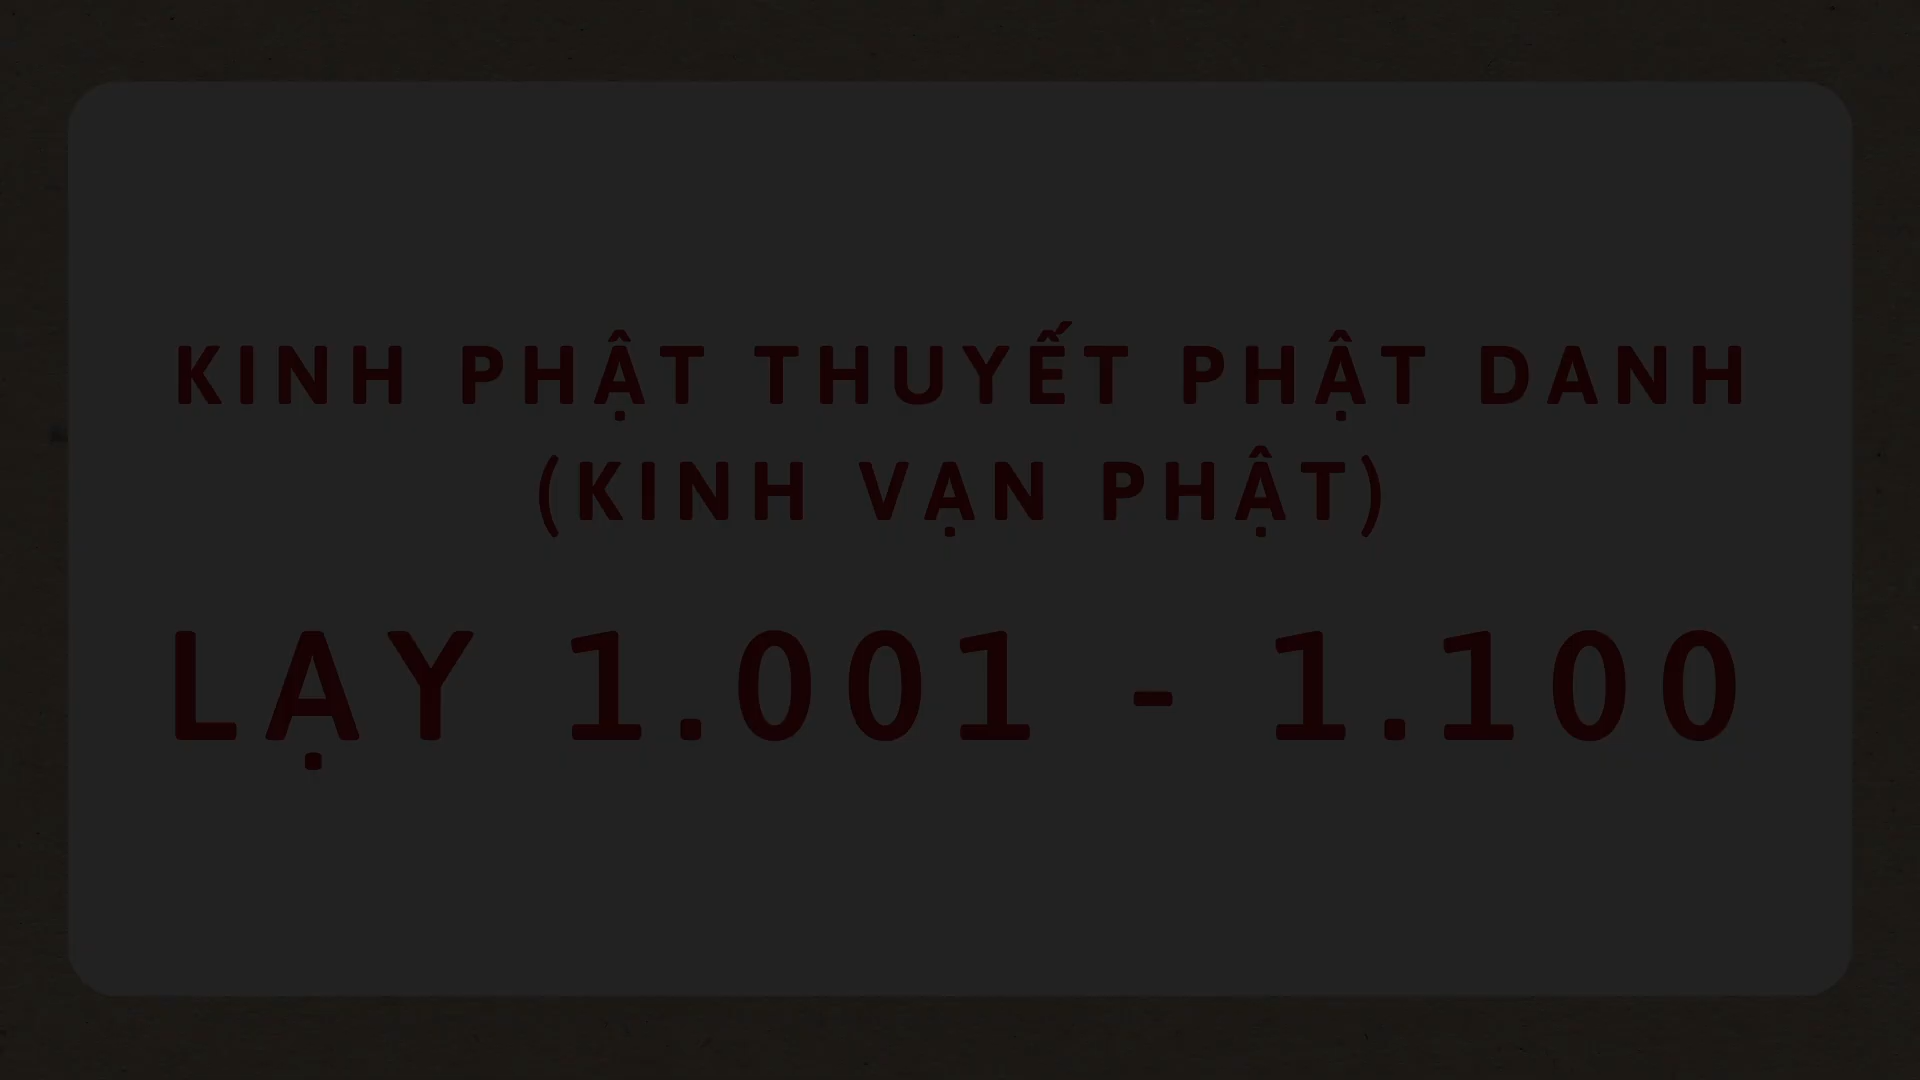 KINH PHẬT THUYẾT PHẬT DANH
(KINH VẠN PHẬT)
LẠY 1.001 - 1.100